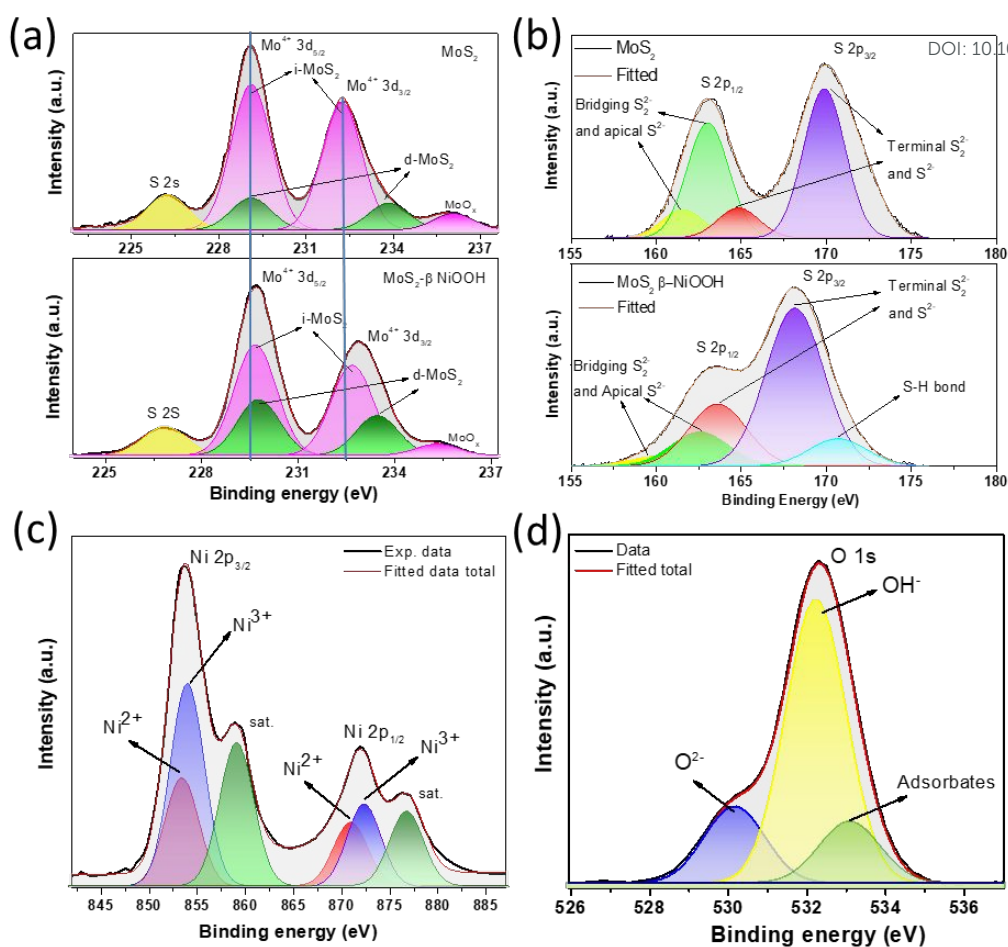 (a)
Intensity (a.u.)
Mo⁴⁺ 3d₅/₂
MoS₂
i-MoS₂
Mo⁴⁺ 3d₃/₂
d-MoS₂
S 2s
MoOₓ
225 228 231 234 237
Intensity (a.u.)
Mo⁴⁺ 3d₅/₂
MoS₂-β NiOOH
i-MoS₂
Mo⁴⁺ 3d₃/₂
d-MoS₂
S 2S
MoOₓ
225 228 231 234 237
Binding energy (eV)
(b)
DOI: 10.10
Intensity (a.u.)
MoS₂
Fitted
S 2p₃/₂
S 2p₁/₂
Bridging S₂²⁻
and apical S²⁻
Terminal S₂²⁻
and S²⁻
155 160 165 170 175 180
Intensity (a.u.)
MoS₂ β–NiOOH
Fitted
S 2p₃/₂
Terminal S₂²⁻
and S²⁻
S 2p₁/₂
Bridging S₂²⁻
and Apical S²⁻
S-H bond
155 160 165 170 175 180
Binding Energy (eV)
(c)
Intensity (a.u.)
Ni 2p₃/₂
Exp. data
Fitted data total
Ni³⁺
Ni²⁺
sat.
Ni 2p₁/₂
Ni²⁺
Ni³⁺
sat.
845 850 855 860 865 870 875 880 885
Binding energy (eV)
(d)
Intensity (a.u.)
Data
Fitted total
O 1s
OH⁻
O²⁻
Adsorbates
526 528 530 532 534 536
Binding energy (eV)